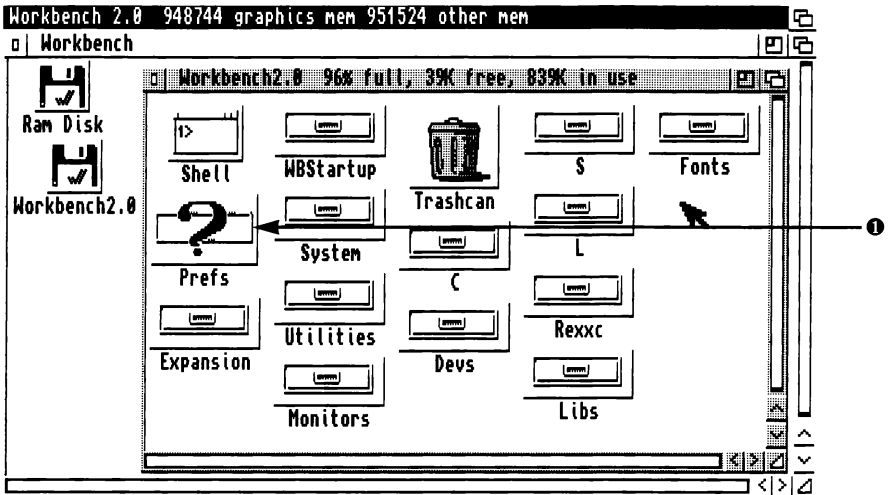 Workbench 2.0 948744 graphics mem 951524 other mem
Workbench
Workbench2.0 96% full, 39K free, 839K in use
Ram Disk
Workbench2.0
1>
Shell
WBStartup
Trashcan
S
Fonts
Prefs
System
C
L
❶
Expansion
Utilities
Devs
Rexxc
Monitors
Libs